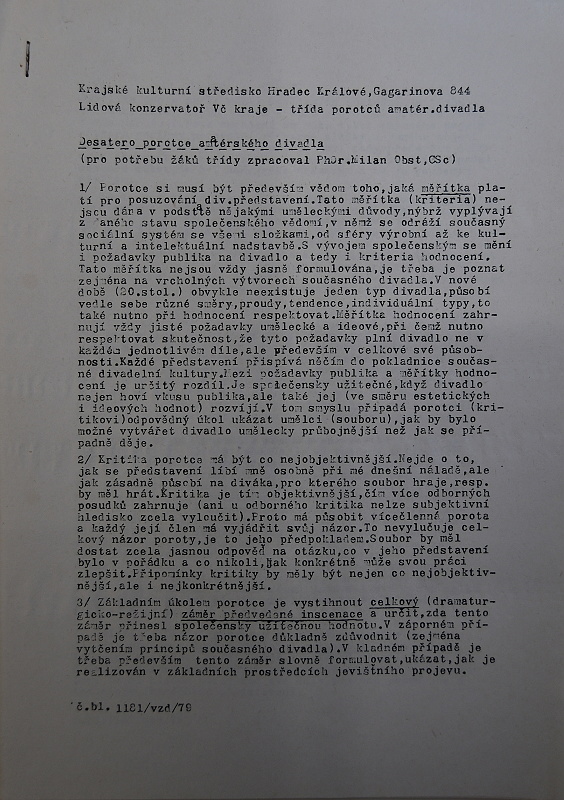 Krajské kulturní středisko Hradec Králové,Gagarinova 844
Lidová konzervatoř Vč kraje - třída porotců amatér.divadla
Desatero porotce amatérského divadla
(pro potřebu žáků třídy zpracoval PhDr.Milan Obst,CSc)
1/ Porotce si musí být především vědom toho,jaká měřítka pla-
tí pro posuzování div.představení.Tato měřítka (kriteria) ne-
jsou dána v podstatě nějakými uměleckými důvody,nýbrž vyplývají
z daného stavu společenského vědomí,v němž se odráží současný
sociální systém se všemi složkami,od sféry výrobní až ke kul-
turní a intelektuální nadstavbě.S vývojem společenským se mění
i požadavky publika na divadlo a tedy i kriteria hodnocení.
Tato měřítka nejsou vždy jasně formulována,je třeba je poznat
zejména na vrcholných výtvorech současného divadla.V nové
době (20.stol.) obvykle neexistuje jeden typ divadla,působí
vedle sebe různé směry,proudy,tendence,individuální typy,to
také nutno při hodnocení respektovat.Měřítka hodnocení zahr-
nují vždy jisté požadavky umělecké a ideové,při čemž nutno
respektovat skutečnost,že tyto požadavky plní divadlo ne v
každém jednotlivém díle,ale především v celkové své působ-
nosti.Každé představení přispívá něčím do pokladnice součas-
né divadelní kultury.Mezi požadavky publika a měřítky hodno-
cení je určitý rozdíl.Je společensky užitečné,když divadlo
nejen hoví vkusu publika,ale také jej (ve směru estetických
i ideových hodnot) rozvíjí.V tom smyslu připadá porotci (kri-
tikovi)odpovědný úkol ukázat umělci (souboru),jak by bylo
možné vytvářet divadlo umělecky průbojnější než jak se pří-
padně děje.
2/ Kritika porotce má být co nejobjektivnější.Nejde o to,
jak se představení líbí mně osobně při mé dnešní náladě,ale
jak zásadně působí na diváka,pro kterého soubor hraje,resp.
by měl hrát.Kritika je tím objektivnější,čím více odborných
posudků zahrnuje (ani u odborného kritika nelze subjektivní
hledisko zcela vyloučit).Proto má působit vícečlenná porota
a každý její člen má vyjádřit svůj názor.To nevylučuje cel-
kový názor poroty,je to jeho předpokladem.Soubor by měl
dostat zcela jasnou odpověď na otázku,co v jeho představení
bylo v pořádku a co nikoli,jak konkrétně může svou práci
zlepšit.Připomínky kritiky by měly být nejen co nejobjektiv-
nější,ale i nejkonkrétnější.
3/ Základním úkolem porotce je vystihnout celkový (dramatur-
gicko-režijní) záměr předvedené inscenace a určit,zda tento
záměr přinesl společensky užitečnou hodnotu.V záporném pří-
padě je třeba názor porotce důkladně zdůvodnit (zejména
vytčením principů současného divadla).V kladném případě je
třeba především tento záměr slovně formulovat,ukázat,jak je
realizován v základních prostředcích jevištního projevu.
č.bl. 1181/vzd/79